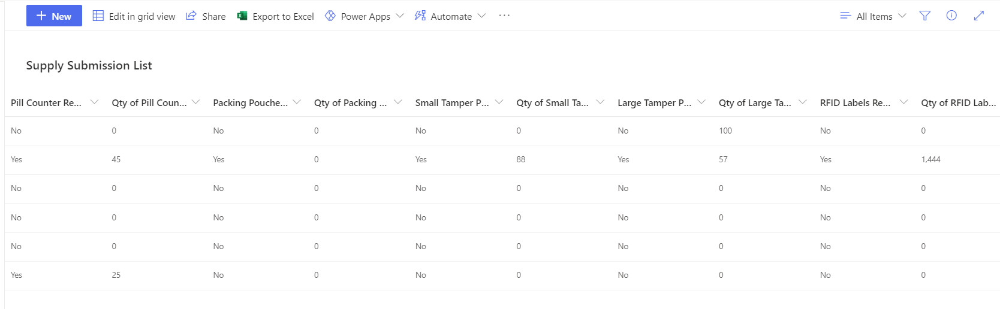 New Edit in grid view Share Export to Excel Power Apps Automate ... All Items
Supply Submission List
Pill Counter Re... Qty of Pill Coun... Packing Pouche... Qty of Packing ... Small Tamper P... Qty of Small Ta... Large Tamper P... Qty of Large Ta... RFID Labels Re... Qty of RFID Lab...
No 0 No 0 No 0 No 100 No 0
Yes 45 Yes 0 Yes 88 Yes 57 Yes 1,444
No 0 No 0 No 0 No 0 No 0
No 0 No 0 No 0 No 0 No 0
No 0 No 0 No 0 No 0 No 0
Yes 25 No 0 No 0 No 0 No 0